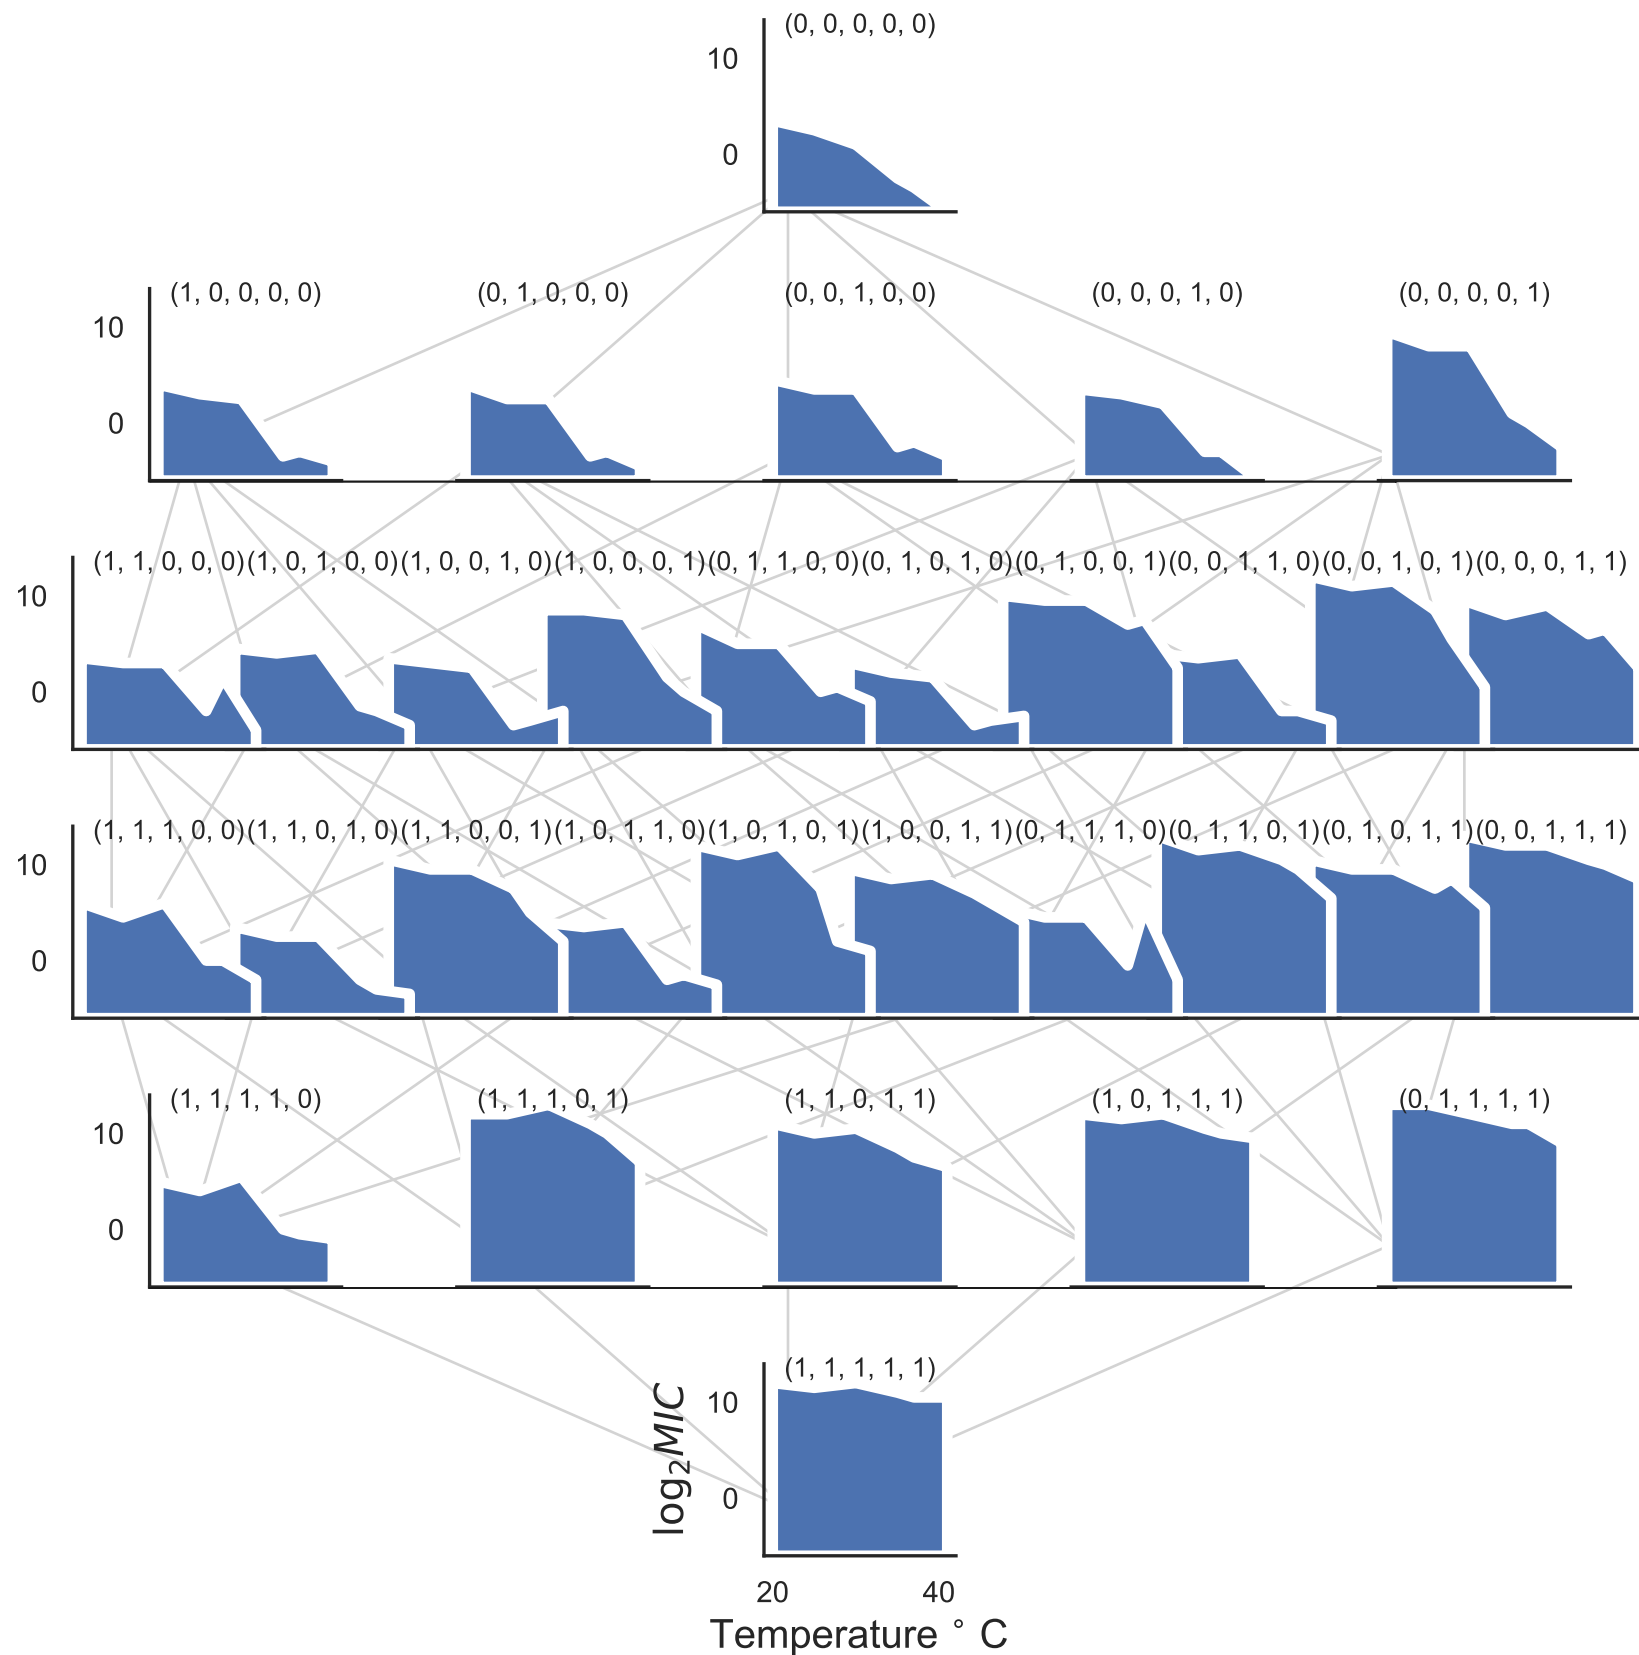 (0, 0, 0, 0, 0)
10
0
(1, 0, 0, 0, 0) (0, 1, 0, 0, 0) (0, 0, 1, 0, 0) (0, 0, 0, 1, 0) (0, 0, 0, 0, 1)
10
0
(1, 1, 0, 0, 0)(1, 0, 1, 0, 0)(1, 0, 0, 1, 0)(1, 0, 0, 0, 1)(0, 1, 1, 0, 0)(0, 1, 0, 1, 0)(0, 1, 0, 0, 1)(0, 0, 1, 1, 0)(0, 0, 1, 0, 1)(0, 0, 0, 1, 1)
10
0
(1, 1, 1, 0, 0)(1, 1, 0, 1, 0)(1, 1, 0, 0, 1)(1, 0, 1, 1, 0)(1, 0, 1, 0, 1)(1, 0, 0, 1, 1)(0, 1, 1, 1, 0)(0, 1, 1, 0, 1)(0, 1, 0, 1, 1)(0, 0, 1, 1, 1)
10
0
(1, 1, 1, 1, 0) (1, 1, 1, 0, 1) (1, 1, 0, 1, 1) (1, 0, 1, 1, 1) (0, 1, 1, 1, 1)
10
0
(1, 1, 1, 1, 1)
10
0
log₂MIC
20 40
Temperature ° C